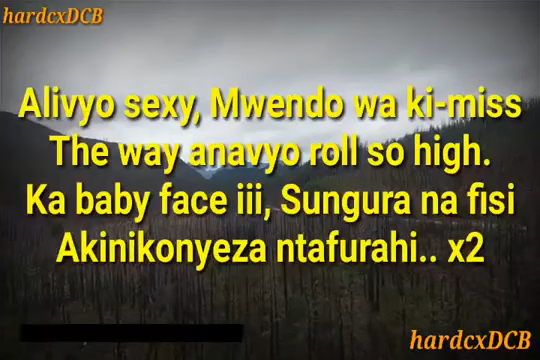 hardcxDCB
Alivyo sexy, Mwendo wa ki-miss
The way anavyo roll so high.
Ka baby face iii, Sungura na fisi
Akinikonyeza ntafurahi.. x2
hardcxDCB